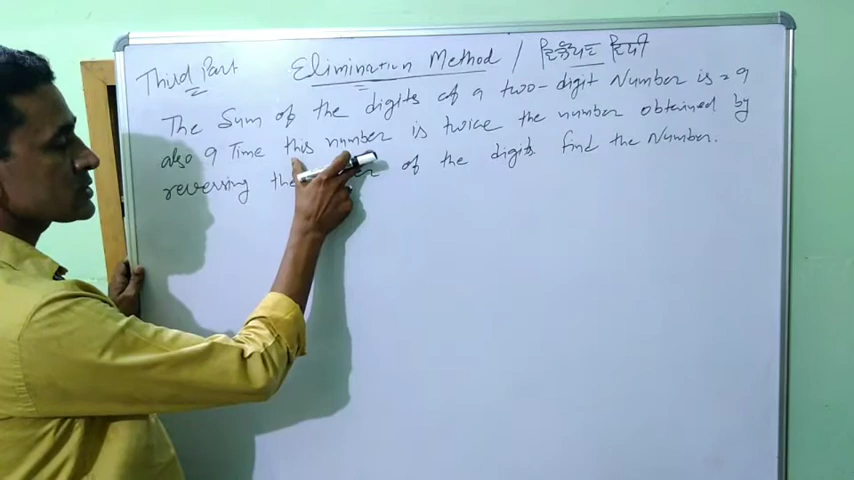 Third Part
Elimination Method / विलोपन विधी
The Sum of the digits of a two-digit Number is = 9
also 9 Time this number is twice the number obtained by
reversing the of the digits find the Number.